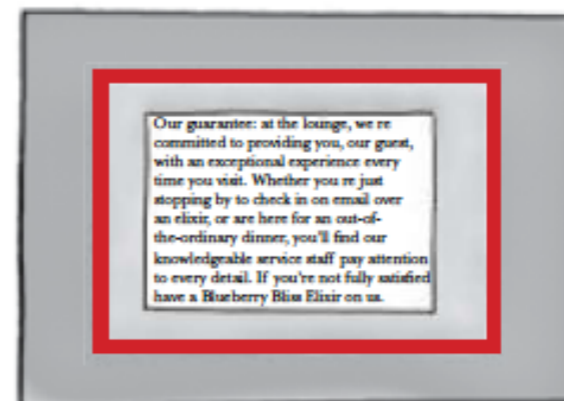 Our guarantee: at the lounge, we re
committed to providing you, our guest,
with an exceptional experience every
time you visit. Whether you re just
stopping by to check in on email over
an elixir, or are here for an out-of-
the-ordinary dinner, you'll find our
knowledgeable service staff pay attention
to every detail. If you're not fully satisfied
have a Blueberry Bliss Elixir on us.